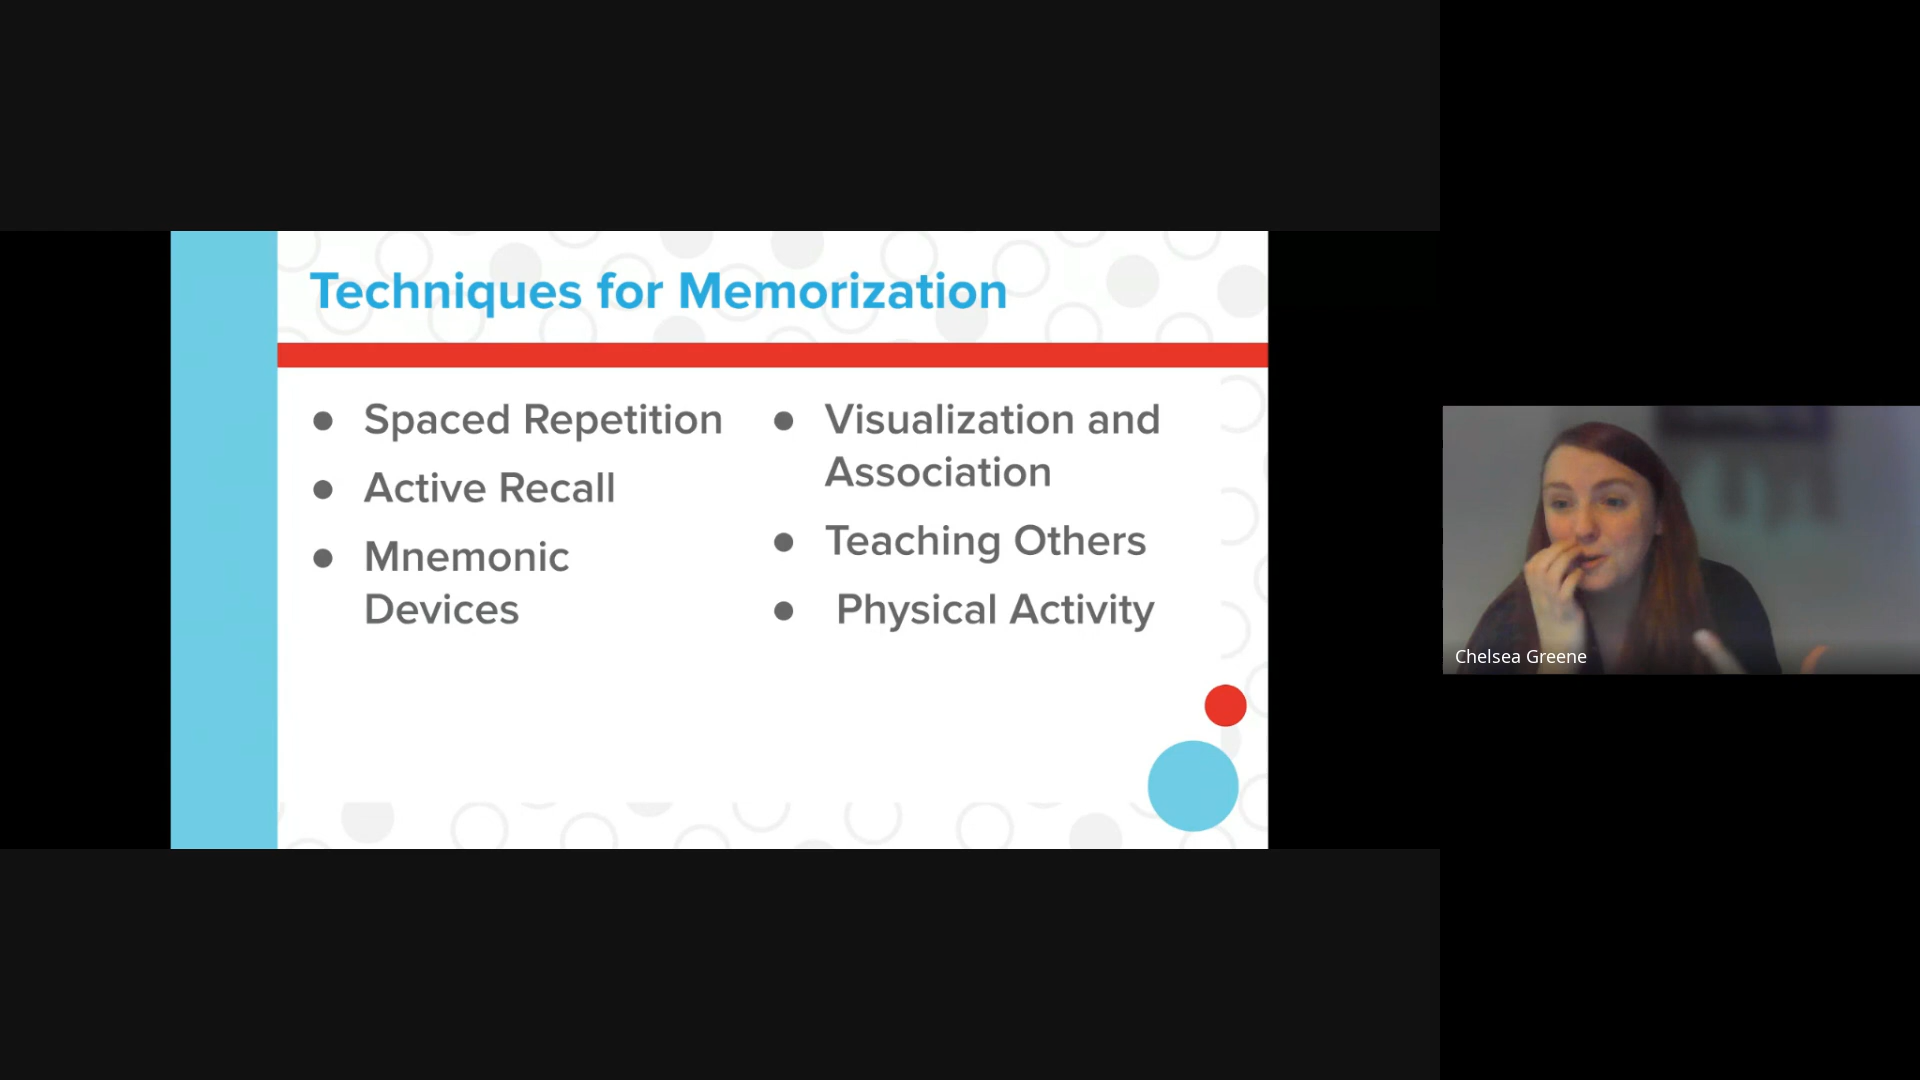 Techniques for Memorization
● Spaced Repetition
● Active Recall
● Mnemonic
Devices
● Visualization and
Association
● Teaching Others
● Physical Activity
Chelsea Greene